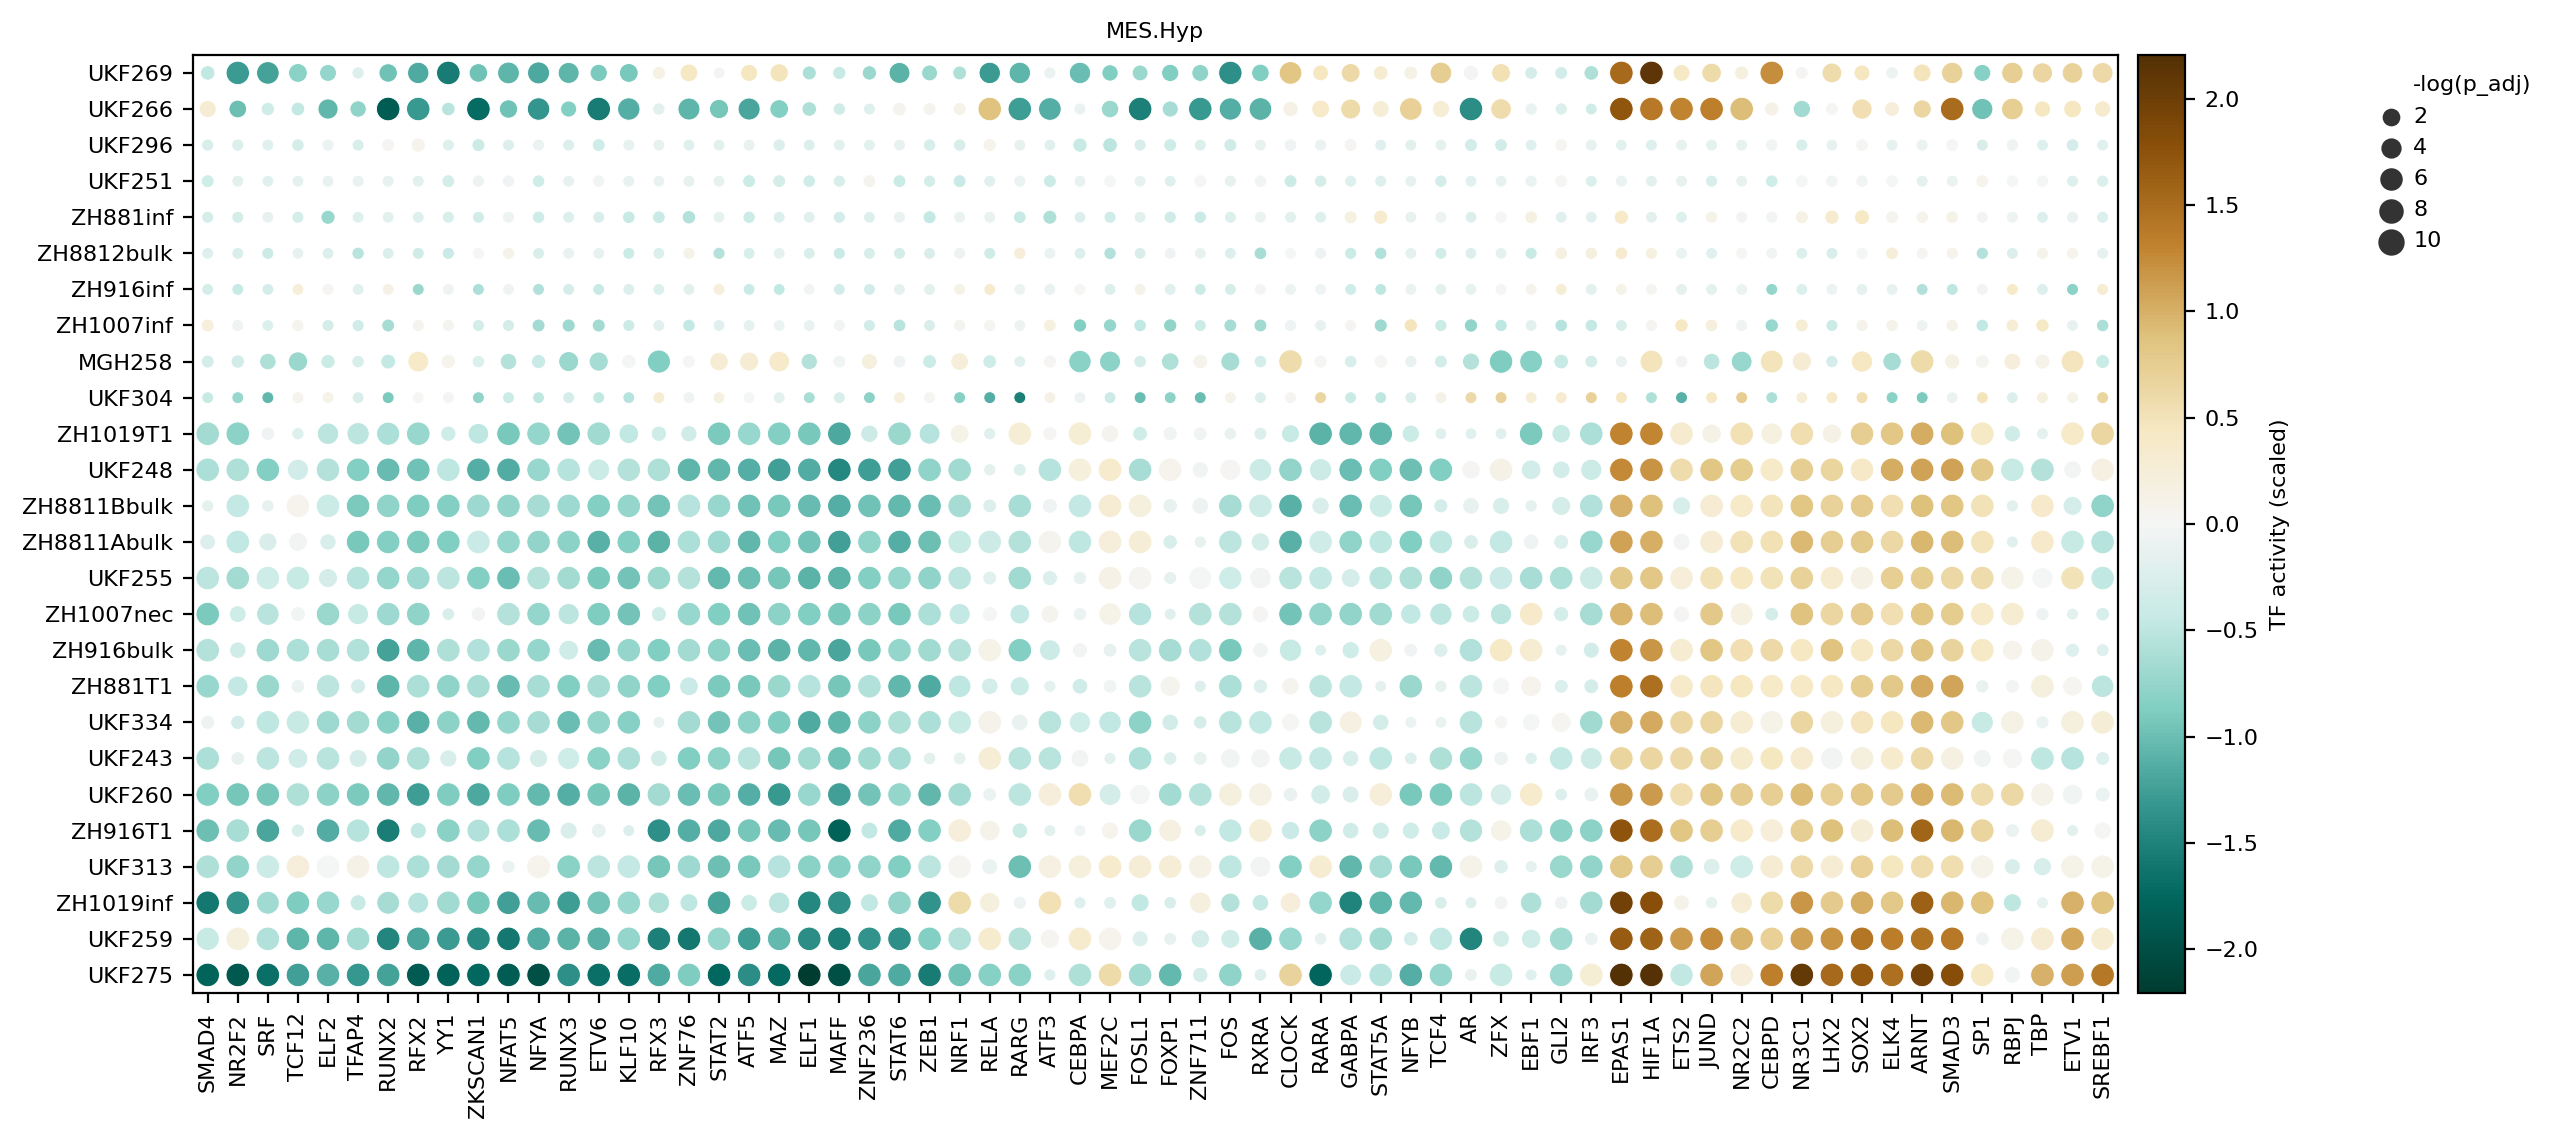 MES.Hyp
UKF269
UKF266
UKF296
UKF251
ZH881inf
ZH8812bulk
ZH916inf
ZH1007inf
MGH258
UKF304
ZH1019T1
UKF248
ZH8811Bbulk
ZH8811Abulk
UKF255
ZH1007nec
ZH916bulk
ZH881T1
UKF334
UKF243
UKF260
ZH916T1
UKF313
ZH1019inf
UKF259
UKF275
SMAD4
NR2F2
SRF
TCF12
ELF2
TFAP4
RUNX2
RFX2
YY1
ZKSCAN1
NFAT5
NFYA
RUNX3
ETV6
KLF10
RFX3
ZNF76
STAT2
ATF5
MAZ
ELF1
MAFF
ZNF236
STAT6
ZEB1
NRF1
RELA
RARG
ATF3
CEBPA
MEF2C
FOSL1
FOXP1
ZNF711
FOS
RXRA
CLOCK
RARA
GABPA
STAT5A
NFYB
TCF4
AR
ZFX
EBF1
GLI2
IRF3
EPAS1
HIF1A
ETS2
JUND
NR2C2
CEBPD
NR3C1
LHX2
SOX2
ELK4
ARNT
SMAD3
SP1
RBPJ
TBP
ETV1
SREBF1
2.0
1.5
1.0
0.5
0.0
−0.5
−1.0
−1.5
−2.0
TF activity (scaled)
-log(p_adj)
2
4
6
8
10